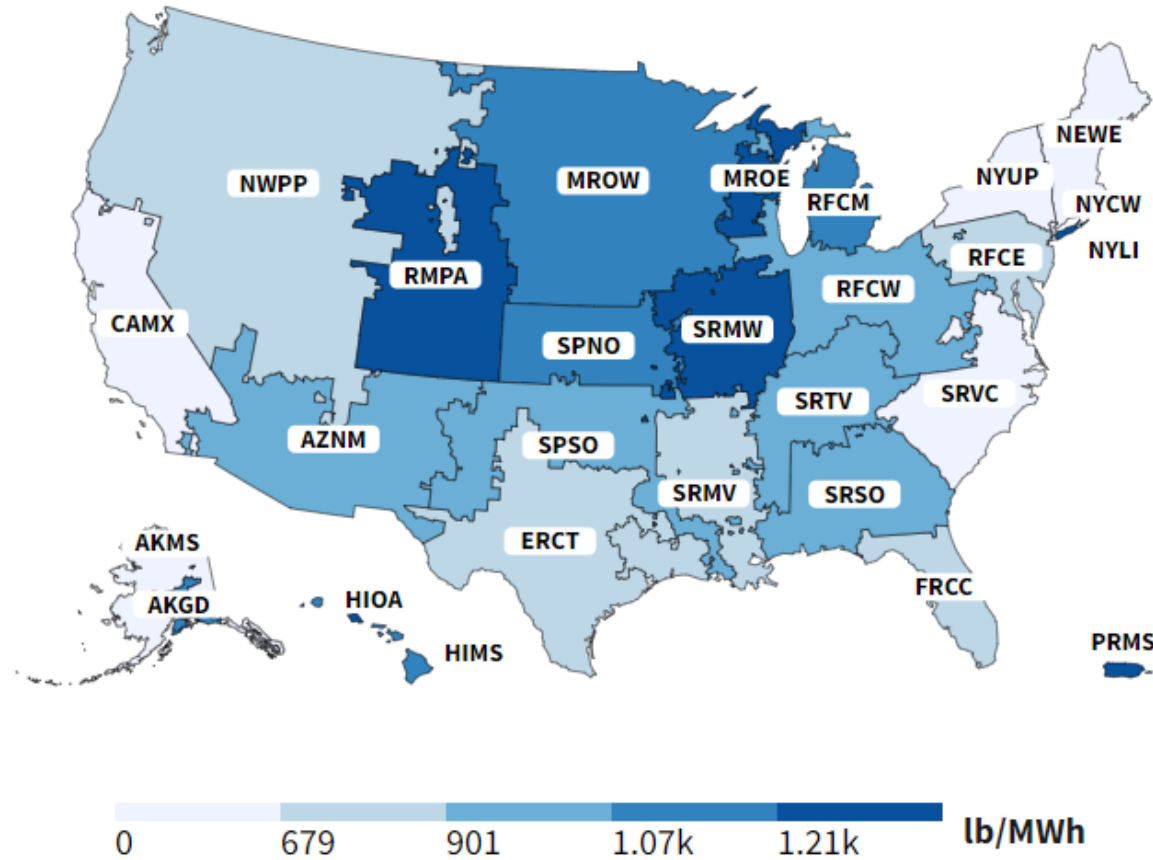 NEWE
NWPP
MROW
MROE
NYUP
RFCM
NYCW
NYLI
RFCE
RMPA
RFCW
CAMX
SRMW
SPNO
SRVC
SRTV
AZNM
SPSO
SRMV
SRSO
ERCT
AKMS
FRCC
AKGD
HIOA
HIMS
PRMS
0 679 901 1.07k 1.21k lb/MWh